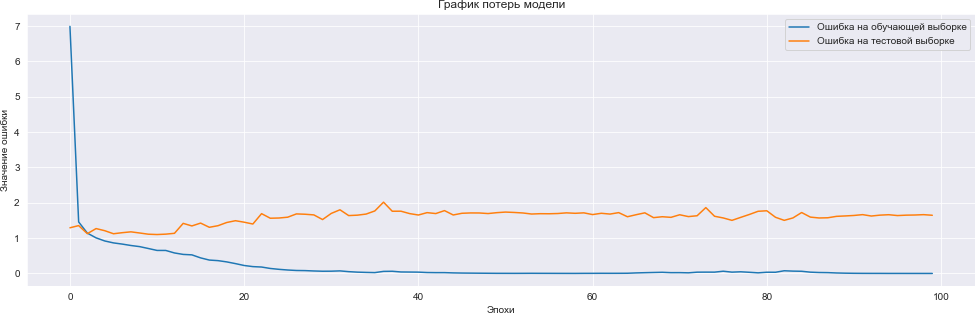 График потерь модели
Ошибка на обучающей выборке
Ошибка на тестовой выборке
Значение ошибки
7
6
5
4
3
2
1
0
0 20 40 60 80 100
Эпохи